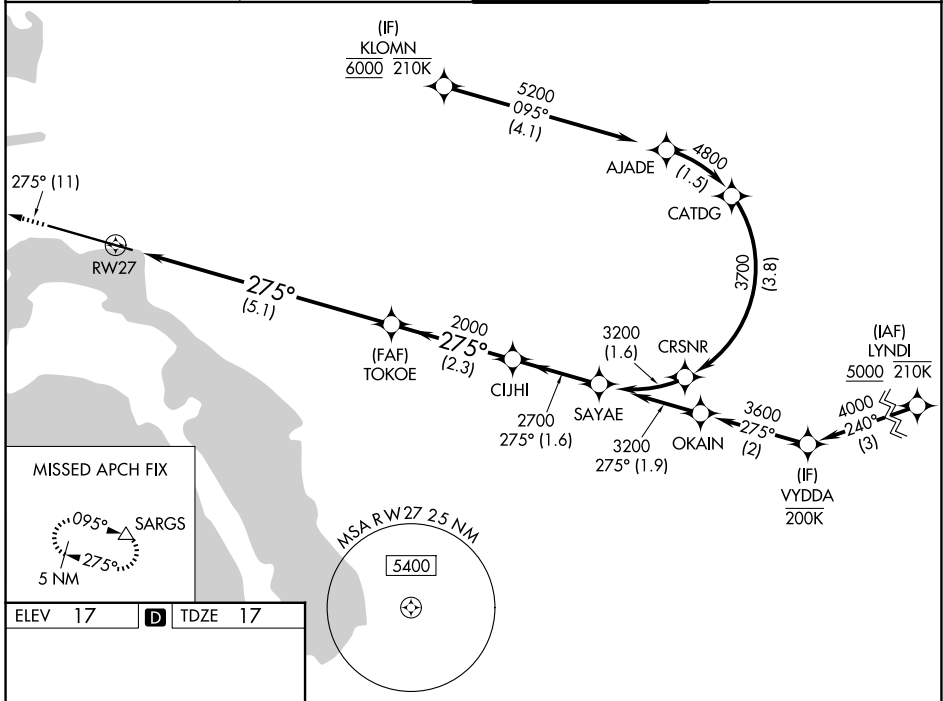 (IF)
KLOMN
6000 210K
5200
095°
(4.1)
AJADE
4800
(1.5)
CATDG
3700
(3.8)
275° (11)
RW27
275°
(5.1)
(FAF)
TOKOE
2000
275°
(2.3)
CIJHI
2700
275° (1.6)
SAYAE
3200
(1.6)
CRSNR
3200
275° (1.9)
OKAIN
3600
275°
(2)
(IF)
VYDDA
200K
4000
240°
(3)
(IAF)
LYNDI
5000 210K
MISSED APCH FIX
095°
SARGS
275°
5 NM
MSA RW27 25 NM
5400
ELEV 17 D TDZE 17